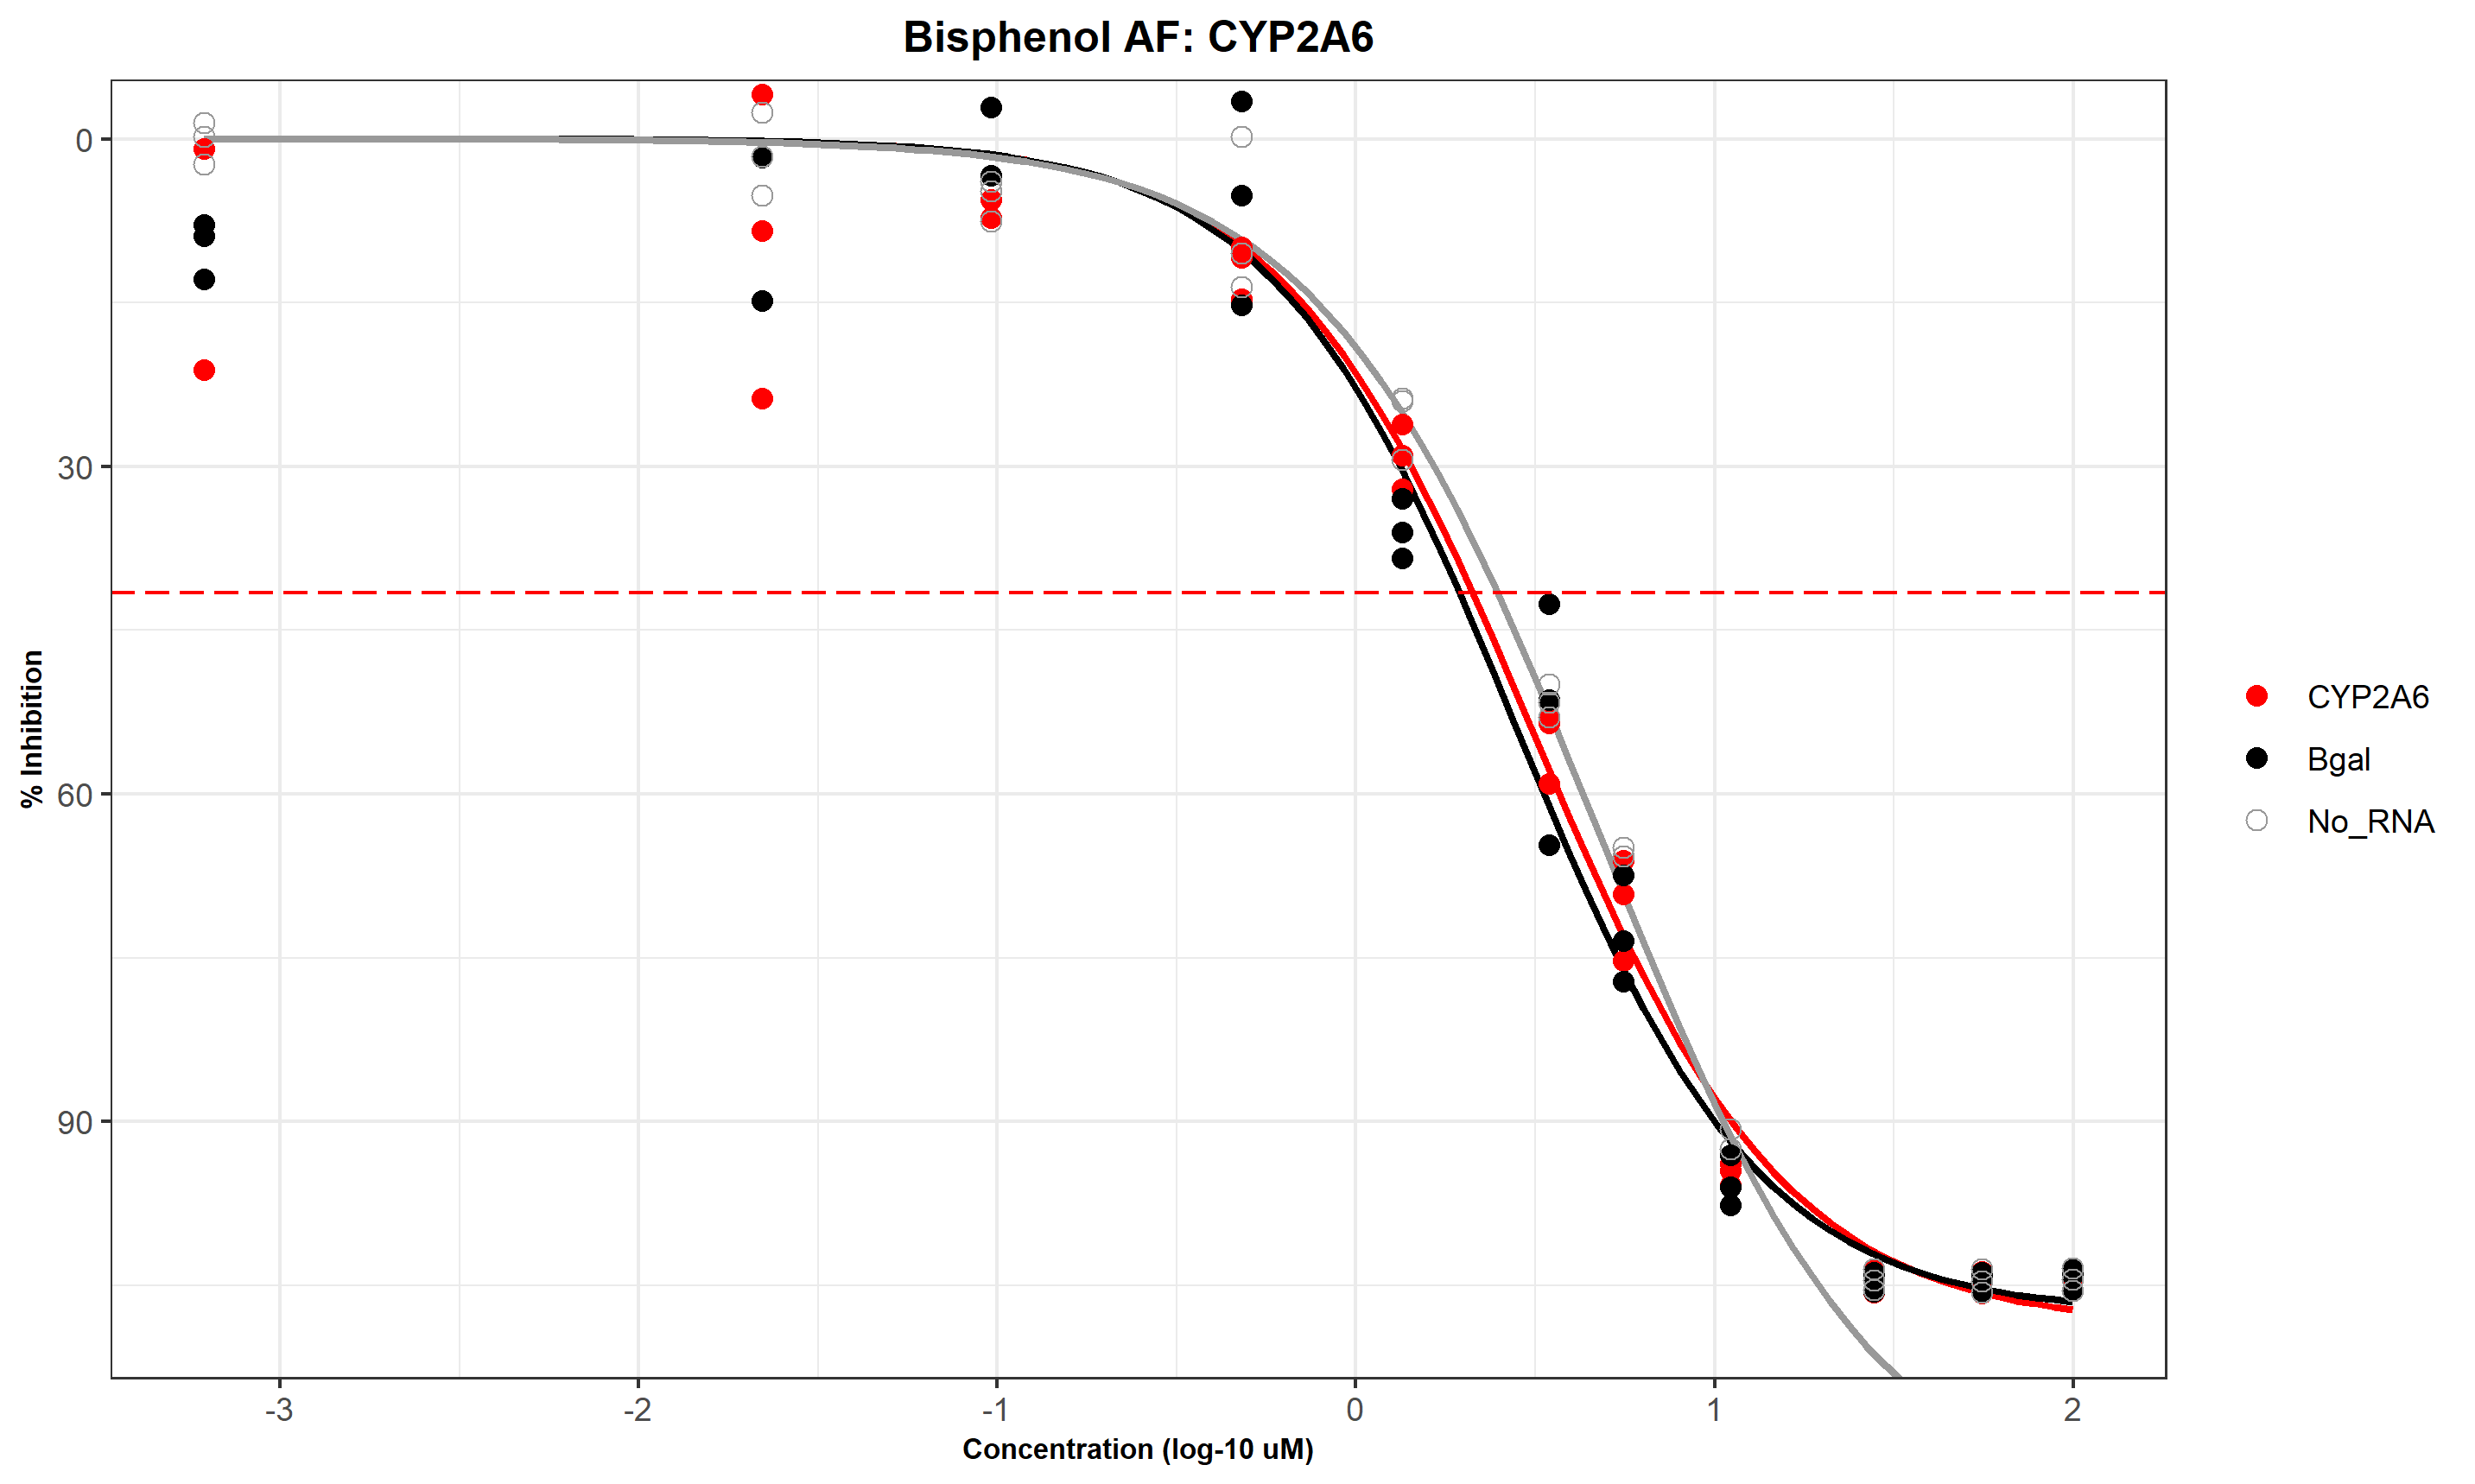 Bisphenol AF: CYP2A6
% Inhibition
0
30
60
90
-3
-2
-1
0
1
2
Concentration (log-10 uM)
CYP2A6
Bgal
No_RNA